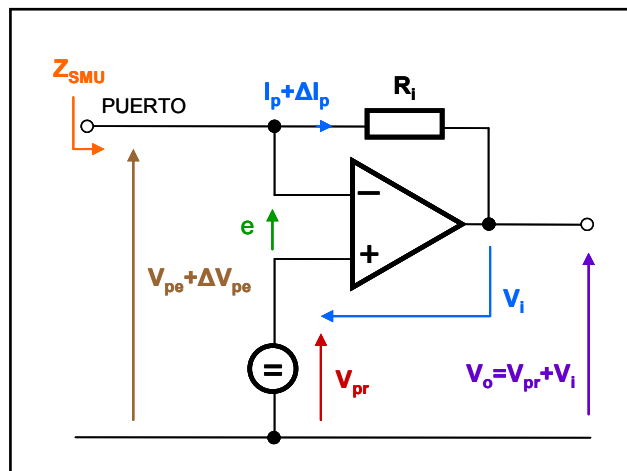 Z_SMU
PUERTO
I_p+ΔI_p
R_i
−
+
e
V_pe+ΔV_pe
V_i
=
V_pr
V_o=V_pr+V_i